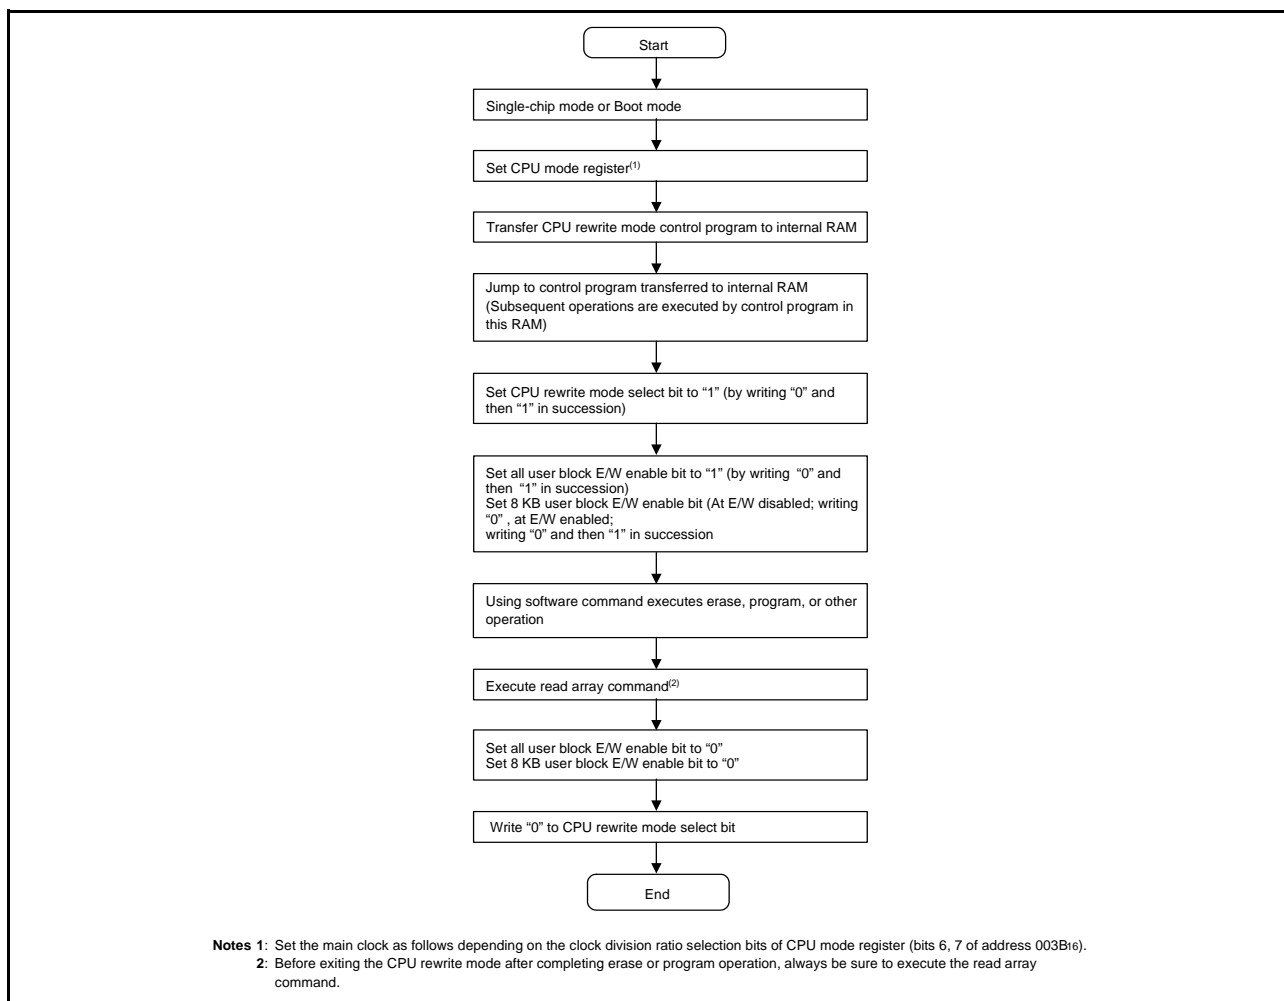 Start
Single-chip mode or Boot mode
Set CPU mode register(1)
Transfer CPU rewrite mode control program to internal RAM
Jump to control program transferred to internal RAM
(Subsequent operations are executed by control program in
this RAM)
Set CPU rewrite mode select bit to “1” (by writing “0” and
then “1” in succession)
Set all user block E/W enable bit to “1” (by writing “0” and
then “1” in succession)
Set 8 KB user block E/W enable bit (At E/W disabled; writing
“0” , at E/W enabled;
writing “0” and then “1” in succession
Using software command executes erase, program, or other
operation
Execute read array command(2)
Set all user block E/W enable bit to “0”
Set 8 KB user block E/W enable bit to “0”
Write “0” to CPU rewrite mode select bit
End
Notes 1: Set the main clock as follows depending on the clock division ratio selection bits of CPU mode register (bits 6, 7 of address 003B16).
2: Before exiting the CPU rewrite mode after completing erase or program operation, always be sure to execute the read array
command.